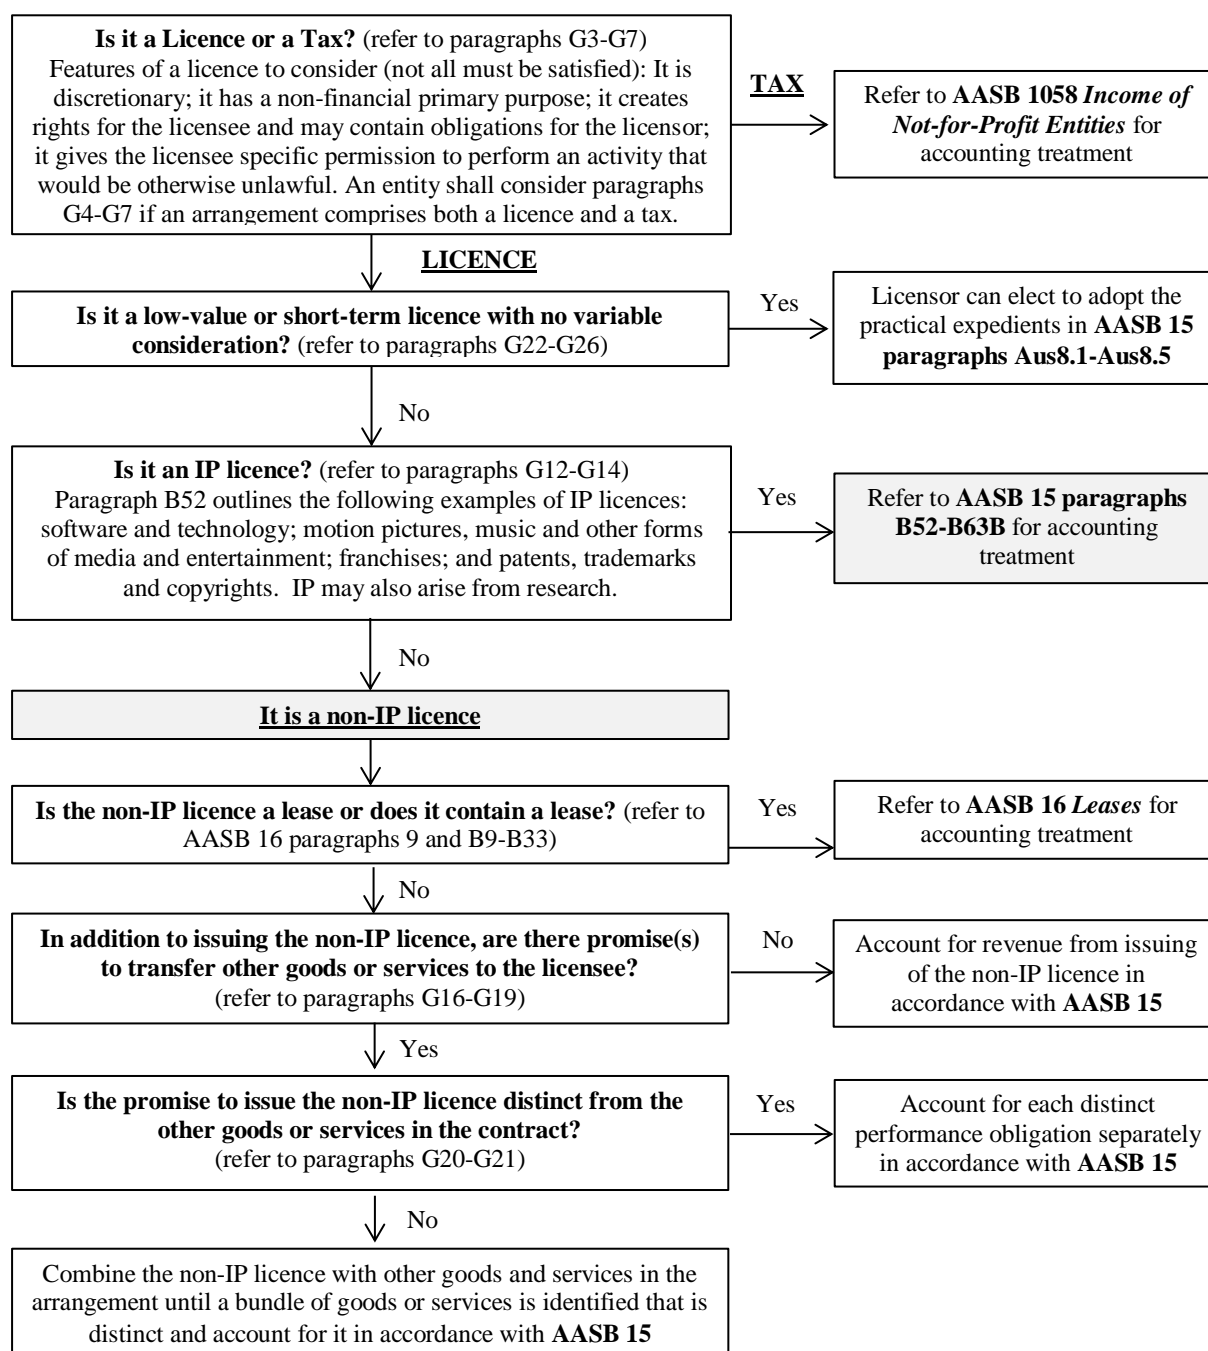 Is it a Licence or a Tax? (refer to paragraphs G3-G7)
Features of a licence to consider (not all must be satisfied): It is
discretionary; it has a non-financial primary purpose; it creates
rights for the licensee and may contain obligations for the licensor;
it gives the licensee specific permission to perform an activity that
would be otherwise unlawful. An entity shall consider paragraphs
G4-G7 if an arrangement comprises both a licence and a tax.
TAX
Refer to AASB 1058 Income of
Not-for-Profit Entities for
accounting treatment
LICENCE
Is it a low-value or short-term licence with no variable
consideration? (refer to paragraphs G22-G26)
Yes
Licensor can elect to adopt the
practical expedients in AASB 15
paragraphs Aus8.1-Aus8.5
No
Is it an IP licence? (refer to paragraphs G12-G14)
Paragraph B52 outlines the following examples of IP licences:
software and technology; motion pictures, music and other forms
of media and entertainment; franchises; and patents, trademarks
and copyrights. IP may also arise from research.
Yes
Refer to AASB 15 paragraphs
B52-B63B for accounting
treatment
No
It is a non-IP licence
Is the non-IP licence a lease or does it contain a lease? (refer to
AASB 16 paragraphs 9 and B9-B33)
Yes
Refer to AASB 16 Leases for
accounting treatment
No
In addition to issuing the non-IP licence, are there promise(s)
to transfer other goods or services to the licensee?
(refer to paragraphs G16-G19)
No
Account for revenue from issuing
of the non-IP licence in
accordance with AASB 15
Yes
Is the promise to issue the non-IP licence distinct from the
other goods or services in the contract?
(refer to paragraphs G20-G21)
Yes
Account for each distinct
performance obligation separately
in accordance with AASB 15
No
Combine the non-IP licence with other goods and services in the
arrangement until a bundle of goods or services is identified that is
distinct and account for it in accordance with AASB 15